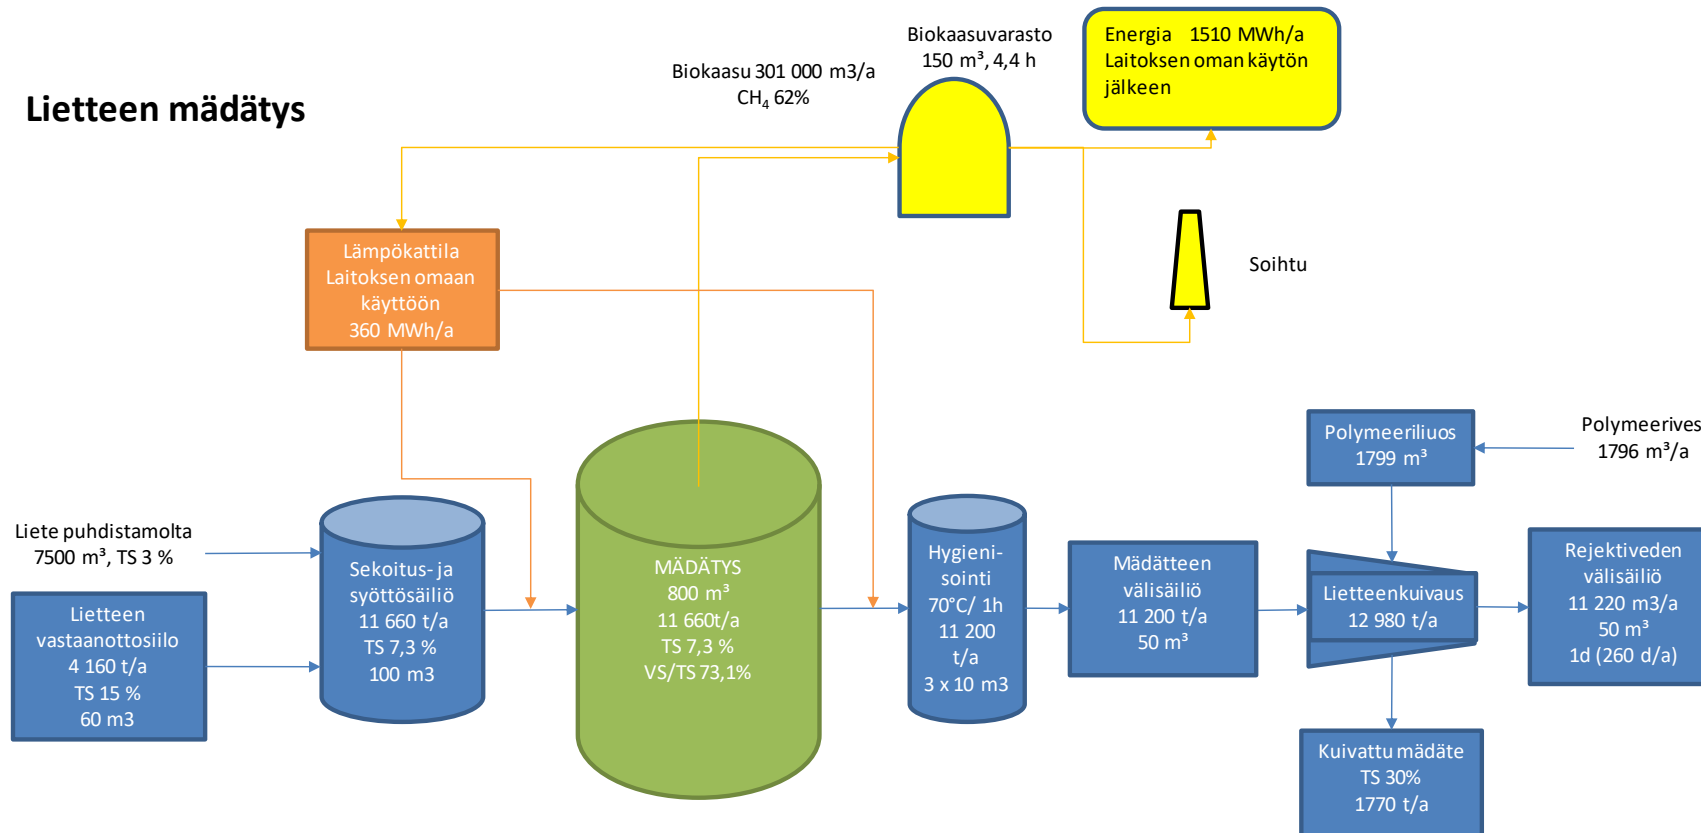 Lietteen mädätys
Biokaasu 301 000 m3/a
CH₄ 62%
Biokaasuvarasto
150 m³, 4,4 h
Energia 1510 MWh/a
Laitoksen oman käytön
jälkeen
Soihtu
Lämpökattila
Laitoksen omaan
käyttöön
360 MWh/a
Liete puhdistamolta
7500 m³, TS 3 %
Lietteen
vastaanottosiilo
4 160 t/a
TS 15 %
60 m3
Sekoitus- ja
syöttösäiliö
11 660 t/a
TS 7,3 %
100 m3
MÄDÄTYS
800 m³
11 660t/a
TS 7,3 %
VS/TS 73,1%
Hygieni-
sointi
70°C/ 1h
11 200
t/a
3 x 10 m3
Mädätteen
välisäiliö
11 200 t/a
50 m³
Polymeeriliuos
1799 m³
Polymeerives
1796 m³/a
Lietteenkuivaus
12 980 t/a
Rejektiveden
välisäiliö
11 220 m3/a
50 m³
1d (260 d/a)
Kuivattu mädäte
TS 30%
1770 t/a